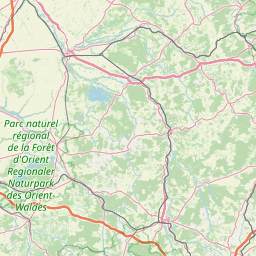 Parc naturel
régional
de la Forêt
d'Orient
Regionaler
Naturpark
des Orient-
Waldes